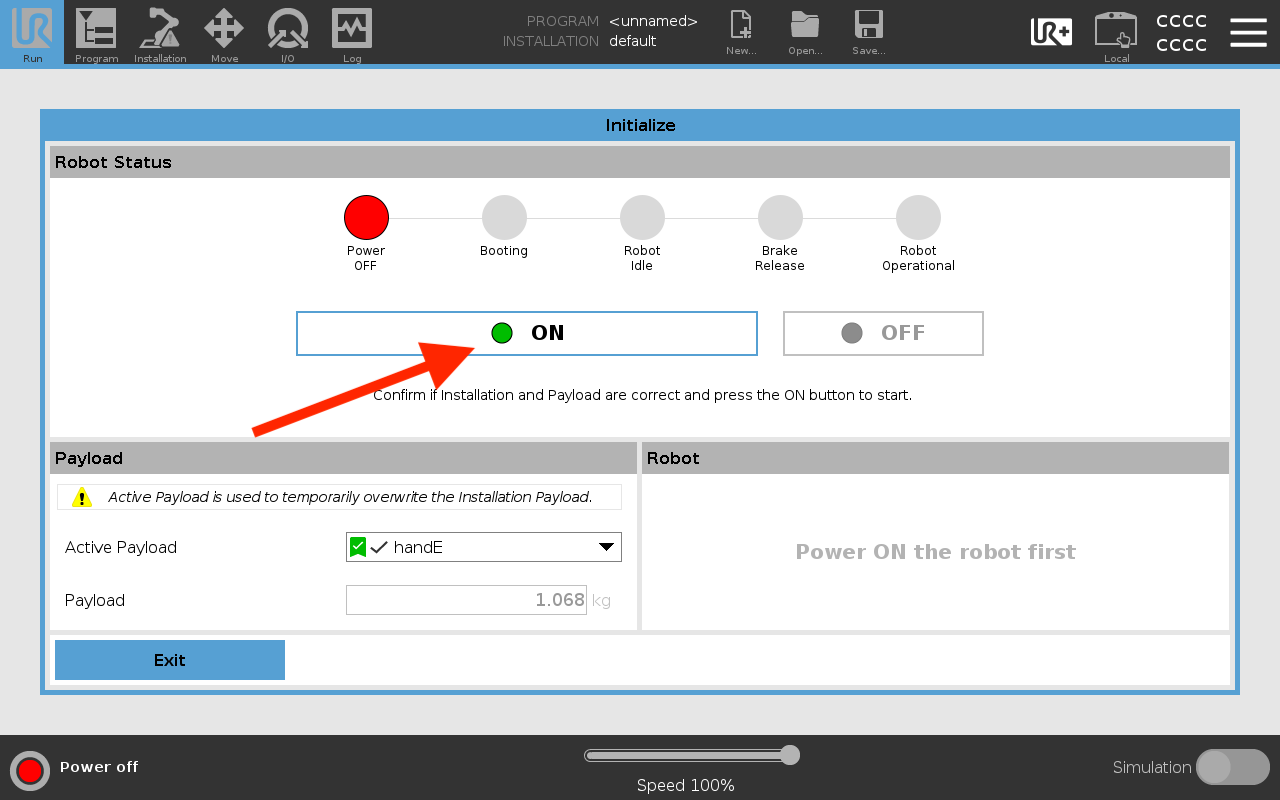 PROGRAM <unnamed>
INSTALLATION default
CCCC
CCCC
Run Program Installation Move I/O Log New... Open... Save... Local
UR+
Initialize
Robot Status
Power OFF
Booting
Robot Idle
Brake Release
Robot Operational
ON
OFF
Confirm if Installation and Payload are correct and press the ON button to start.
Payload
Robot
Active Payload is used to temporarily overwrite the Installation Payload.
Active Payload handE
Power ON the robot first
Payload 1.068 kg
Exit
Power off
Speed 100%
Simulation